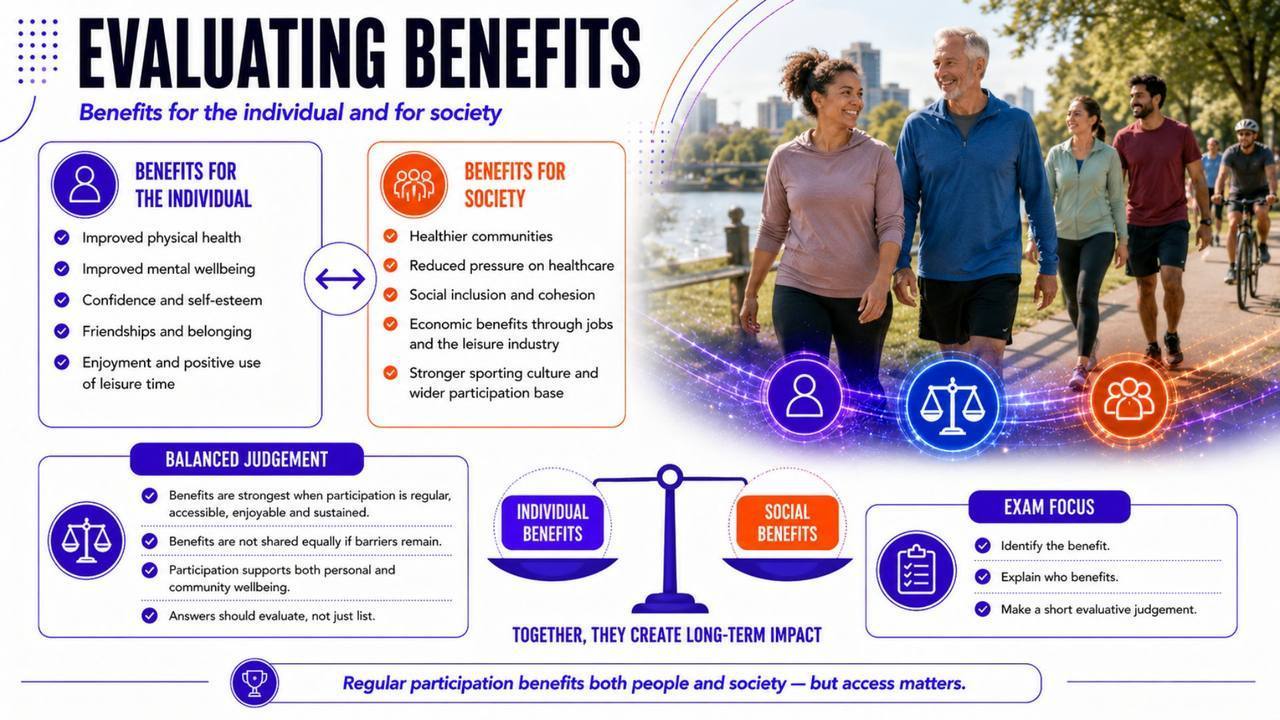 EVALUATING BENEFITS
Benefits for the individual and for society
BENEFITS FOR
THE INDIVIDUAL
Improved physical health
Improved mental wellbeing
Confidence and self-esteem
Friendships and belonging
Enjoyment and positive use
of leisure time
BENEFITS FOR
SOCIETY
Healthier communities
Reduced pressure on healthcare
Social inclusion and cohesion
Economic benefits through jobs
and the leisure industry
Stronger sporting culture and
wider participation base
BALANCED JUDGEMENT
Benefits are strongest when participation is regular,
accessible, enjoyable and sustained.
Benefits are not shared equally if barriers remain.
Participation supports both personal and
community wellbeing.
Answers should evaluate, not just list.
INDIVIDUAL
BENEFITS
SOCIAL
BENEFITS
TOGETHER, THEY CREATE LONG-TERM IMPACT
EXAM FOCUS
Identify the benefit.
Explain who benefits.
Make a short evaluative judgement.
Regular participation benefits both people and society — but access matters.